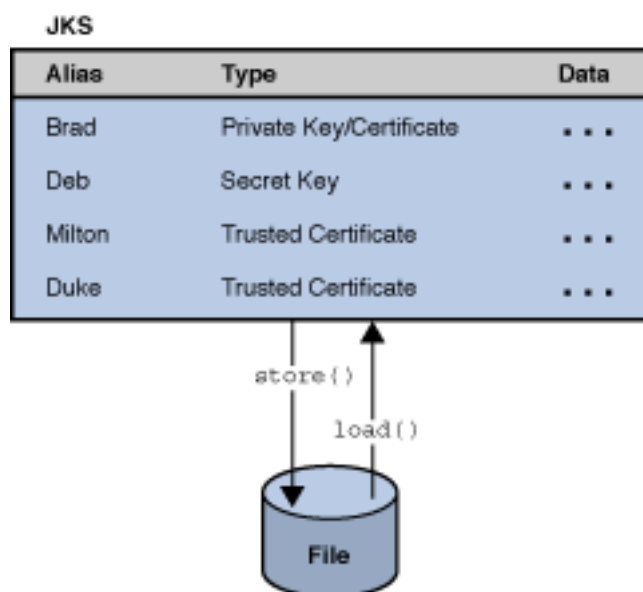 JKS
Alias Type Data
Brad Private Key/Certificate ...
Deb Secret Key ...
Milton Trusted Certificate ...
Duke Trusted Certificate ...
store()
load()
File